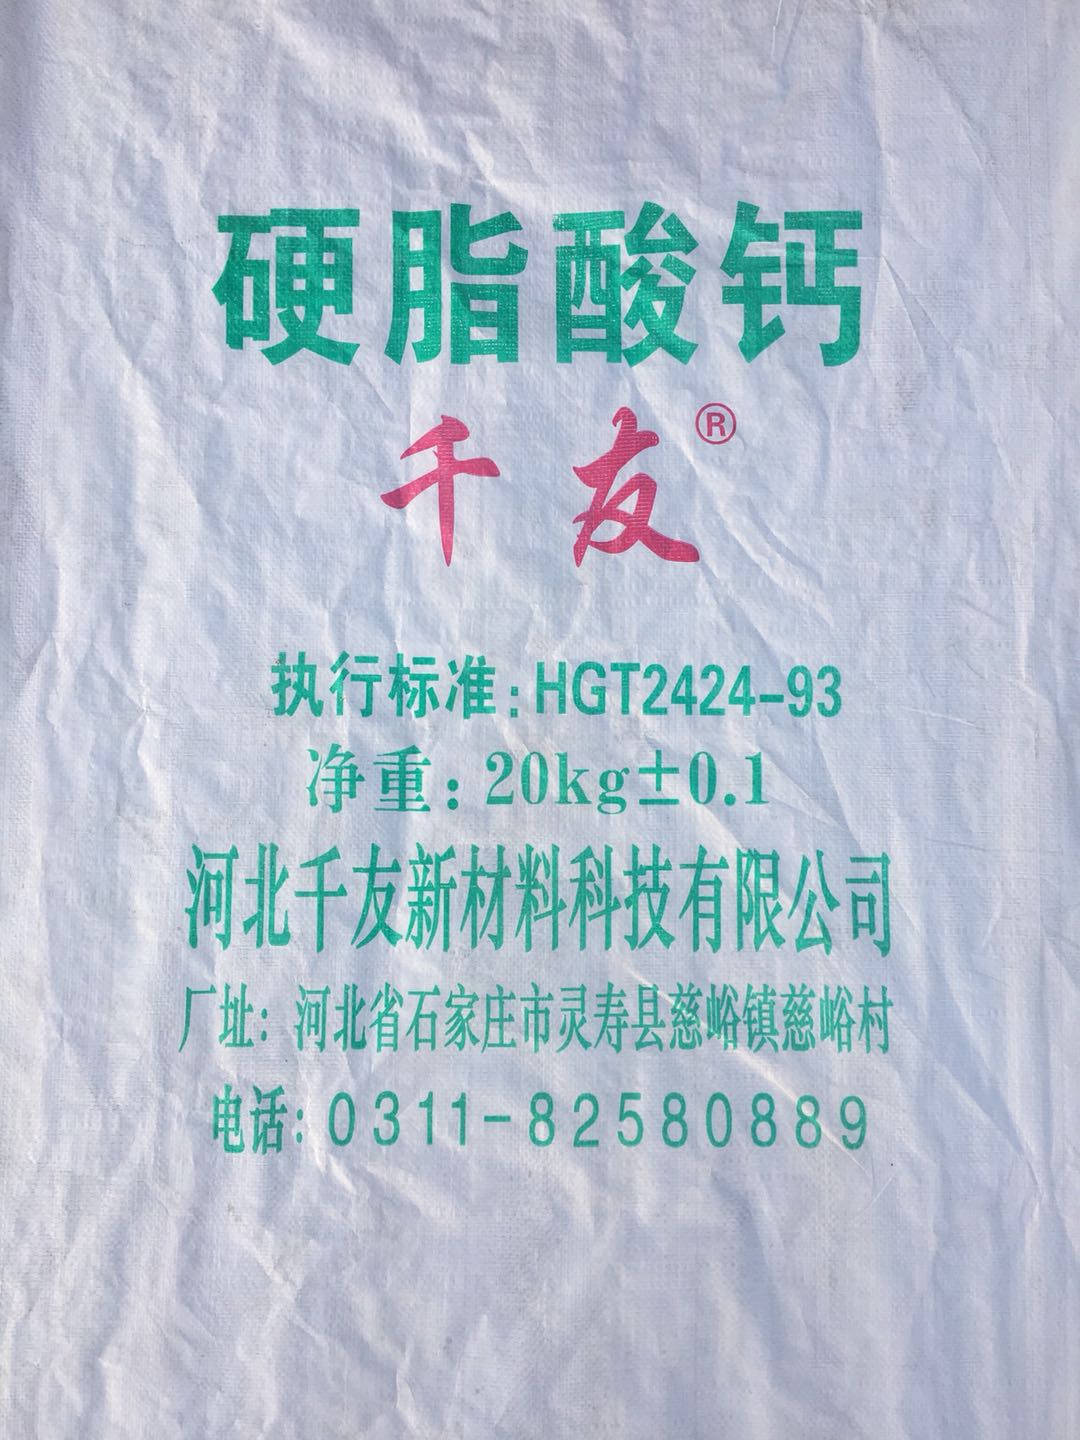 硬脂酸钙
千友®
执行标准:HGT2424-93
净重:20kg±0.1
河北千友新材料科技有限公司
厂址:河北省石家庄市灵寿县慈峪镇慈峪村
电话:0311-82580889